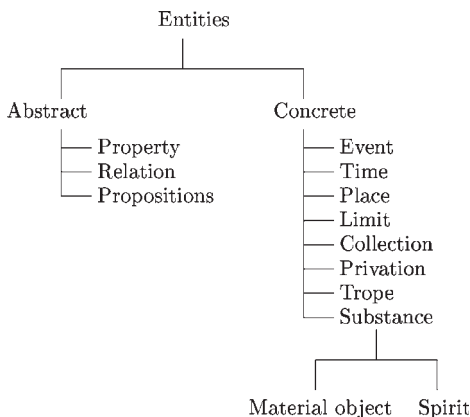 Entities
Abstract
Property
Relation
Propositions
Concrete
Event
Time
Place
Limit
Collection
Privation
Trope
Substance
Material object
Spirit